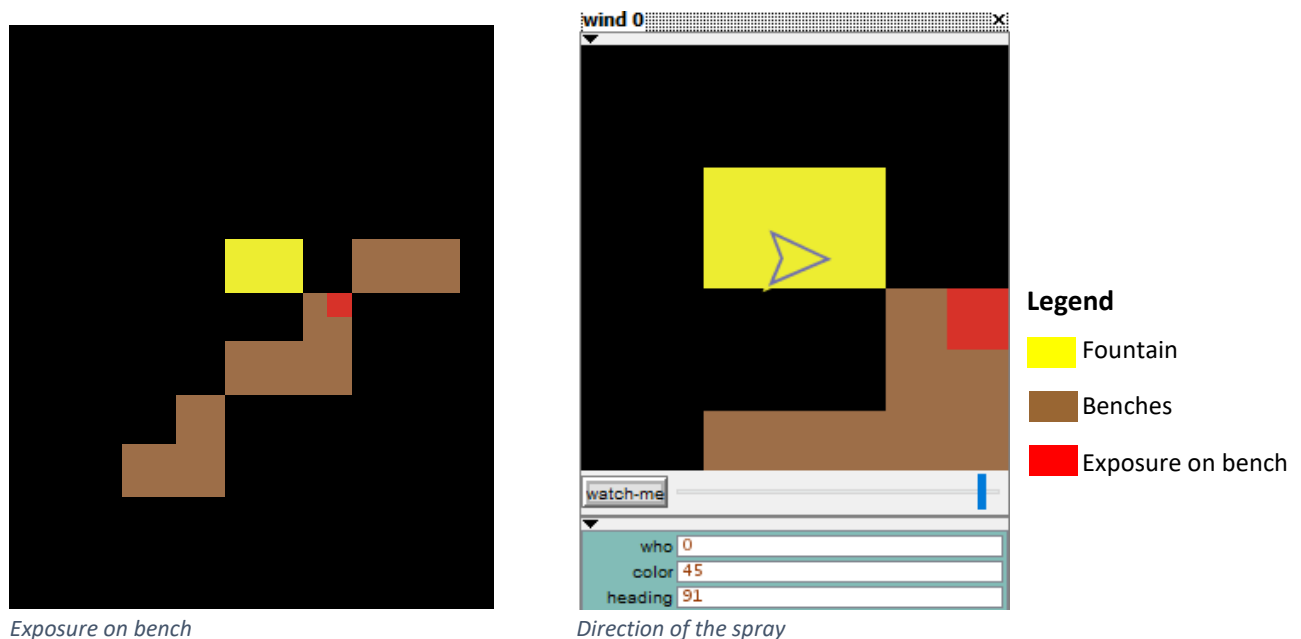 wind 0
watch-me
who 0
color 45
heading 91
Legend
Fountain
Benches
Exposure on bench
Exposure on bench
Direction of the spray